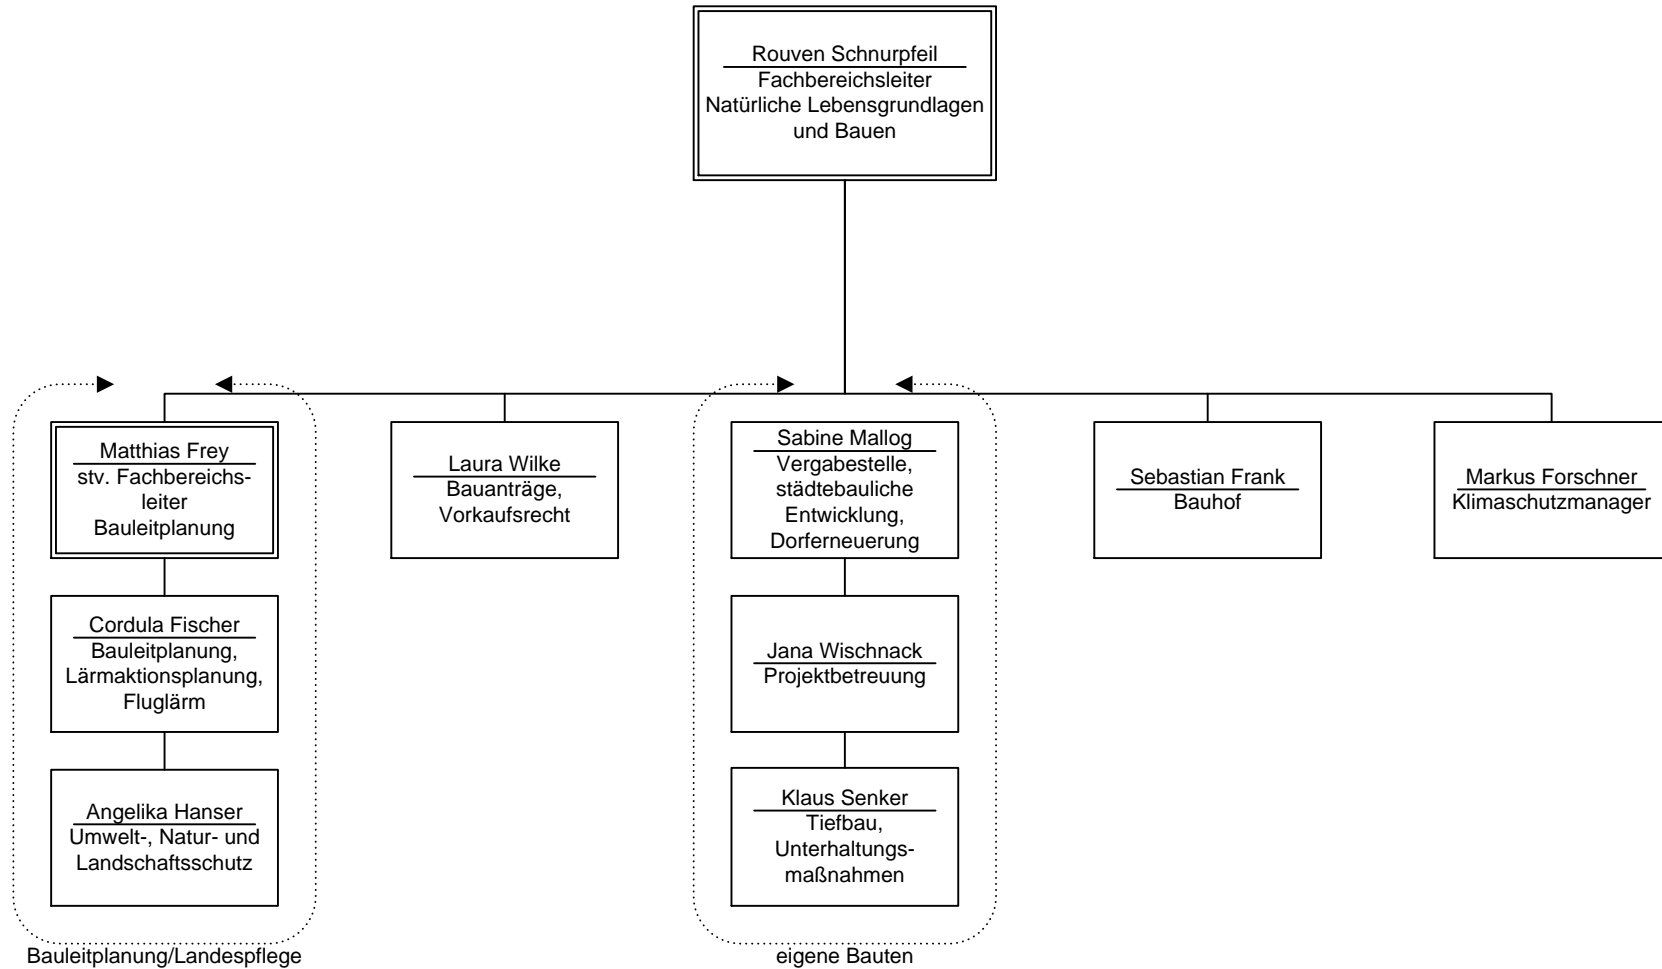 Rouven Schnurpfeil
Fachbereichsleiter
Natürliche Lebensgrundlagen
und Bauen
Matthias Frey
stv. Fachbereichs-
leiter
Bauleitplanung
Laura Wilke
Bauanträge,
Vorkaufsrecht
Sabine Mallog
Vergabestelle,
städtebauliche
Entwicklung,
Dorferneuerung
Sebastian Frank
Bauhof
Markus Forschner
Klimaschutzmanager
Cordula Fischer
Bauleitplanung,
Lärmaktionsplanung,
Fluglärm
Jana Wischnack
Projektbetreuung
Angelika Hanser
Umwelt-, Natur- und
Landschaftsschutz
Klaus Senker
Tiefbau,
Unterhaltungs-
maßnahmen
Bauleitplanung/Landespflege
eigene Bauten